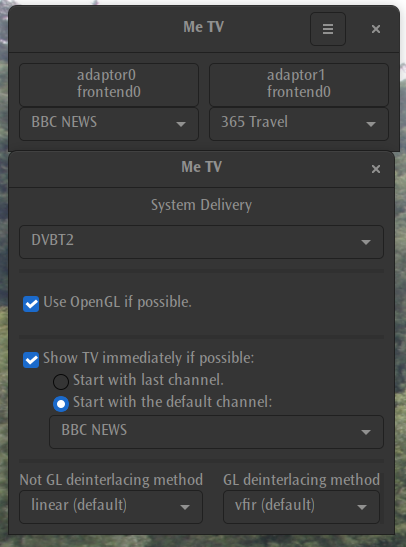 Me TV
adaptor0
frontend0
adaptor1
frontend0
BBC NEWS
365 Travel
Me TV
System Delivery
DVBT2
Use OpenGL if possible.
Show TV immediately if possible:
Start with last channel.
Start with the default channel:
BBC NEWS
Not GL deinterlacing method
GL deinterlacing method
linear (default)
vfir (default)